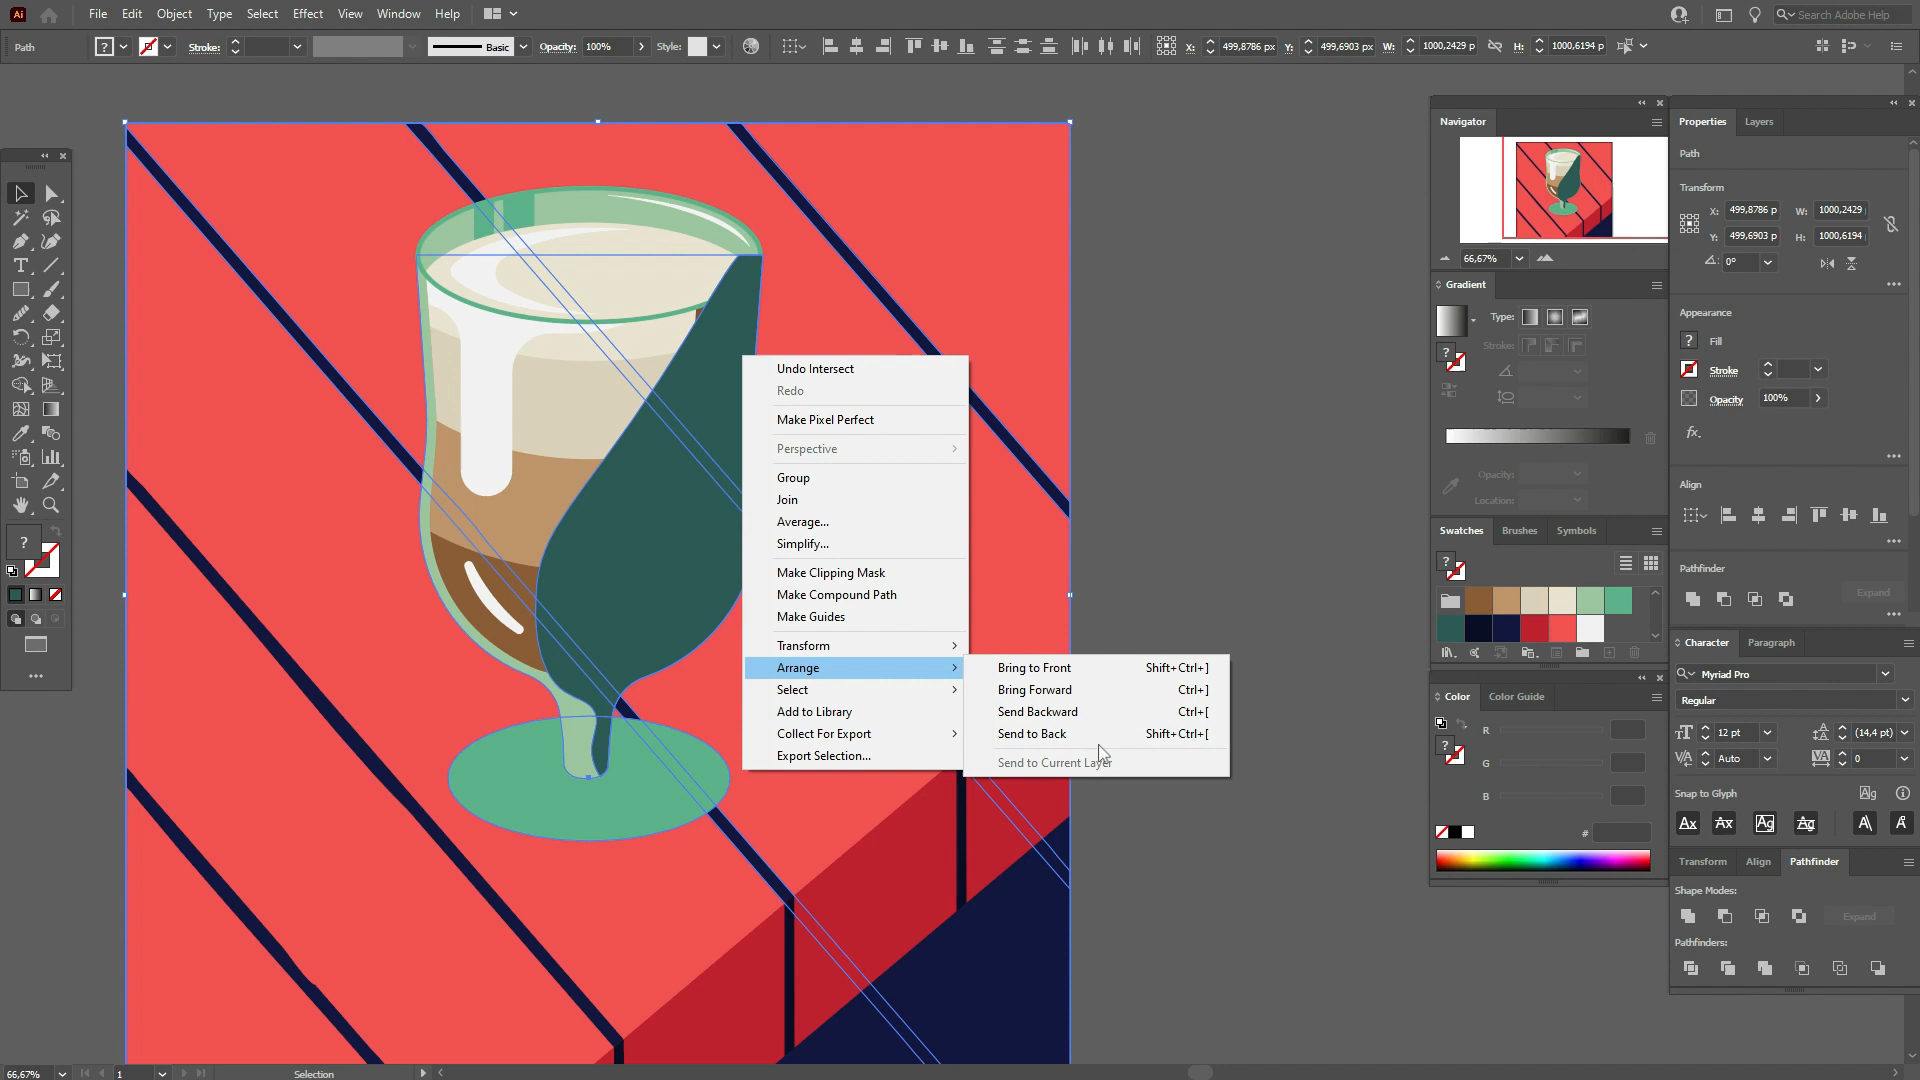 Ai File Edit Object Type Select Effect View Window Help Search Adobe Help
Path ? Stroke: Basic Opacity: 100% Style: X: 499,8786 px Y: 499,6903 px W: 1000,2429 p H: 1000,6194 p
Navigator
66,67%
Gradient
Type:
Stroke:
?
Opacity:
Location:
Swatches Brushes Symbols
?
Color Color Guide
R
? G
B
#
Properties Layers
Path
Transform
X: 499,8786 p W: 1000,2429
Y: 499,6903 p H: 1000,6194
0°
Appearance
? Fill
Stroke
Opacity 100%
fx.
Align
Pathfinder
Expand
Character Paragraph
Myriad Pro
Regular
12 pt (14,4 pt)
Auto 0
Snap to Glyph
Transform Align Pathfinder
Shape Modes:
Expand
Pathfinders:
Undo Intersect
Redo
Make Pixel Perfect
Perspective
Group
Join
Average...
Simplify...
Make Clipping Mask
Make Compound Path
Make Guides
Transform
Arrange
Select
Add to Library
Collect For Export
Export Selection...
Bring to Front Shift+Ctrl+]
Bring Forward Ctrl+]
Send Backward Ctrl+[
Send to Back Shift+Ctrl+[
Send to Current Layer
?
66,67% 1 Selection